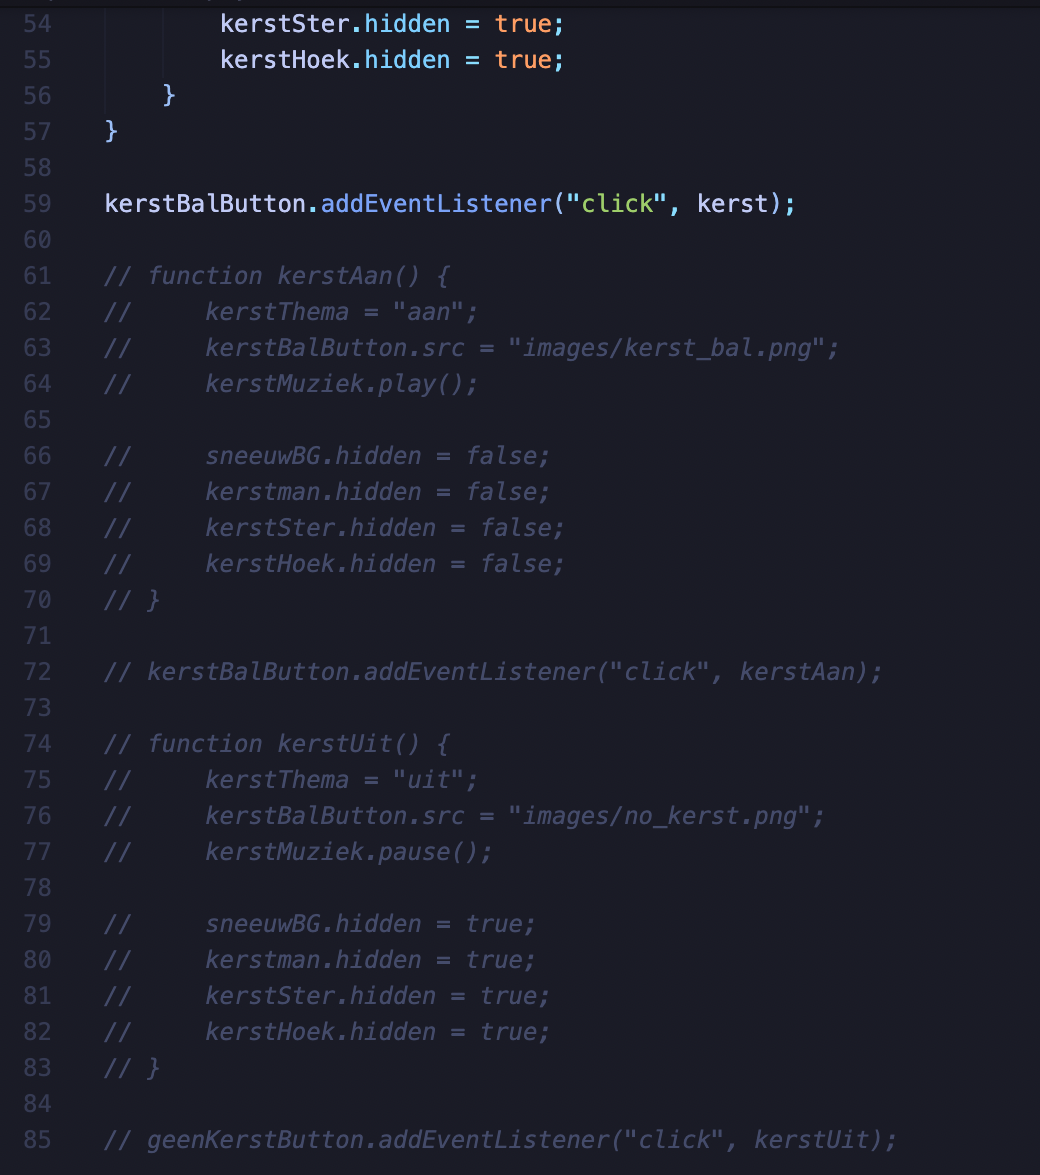 54 kerstSter.hidden = true;
55 kerstHoek.hidden = true;
56 }
57 }
58
59 kerstBalButton.addEventListener("click", kerst);
60
61 // function kerstAan() {
62 // kerstThema = "aan";
63 // kerstBalButton.src = "images/kerst_bal.png";
64 // kerstMuziek.play();
65
66 // sneeuwBG.hidden = false;
67 // kerstman.hidden = false;
68 // kerstSter.hidden = false;
69 // kerstHoek.hidden = false;
70 // }
71
72 // kerstBalButton.addEventListener("click", kerstAan);
73
74 // function kerstUit() {
75 // kerstThema = "uit";
76 // kerstBalButton.src = "images/no_kerst.png";
77 // kerstMuziek.pause();
78
79 // sneeuwBG.hidden = true;
80 // kerstman.hidden = true;
81 // kerstSter.hidden = true;
82 // kerstHoek.hidden = true;
83 // }
84
85 // geenKerstButton.addEventListener("click", kerstUit);